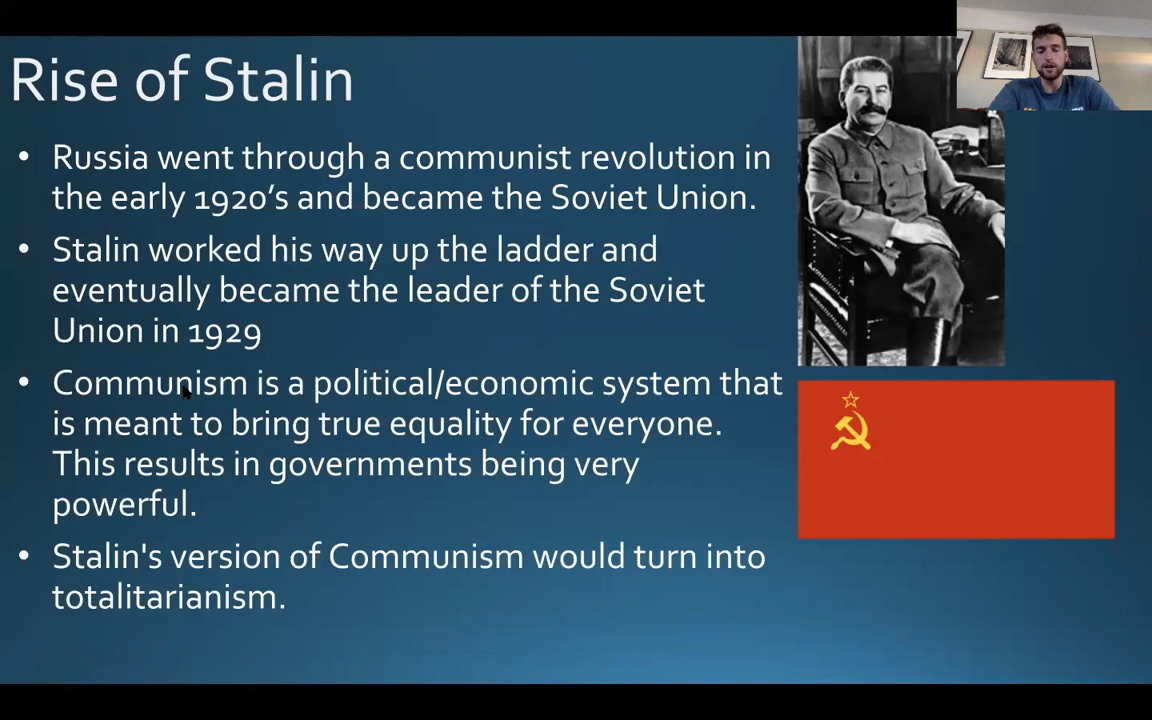 Rise of Stalin
• Russia went through a communist revolution in
the early 1920’s and became the Soviet Union.
• Stalin worked his way up the ladder and
eventually became the leader of the Soviet
Union in 1929
• Communism is a political/economic system that
is meant to bring true equality for everyone.
This results in governments being very
powerful.
• Stalin's version of Communism would turn into
totalitarianism.